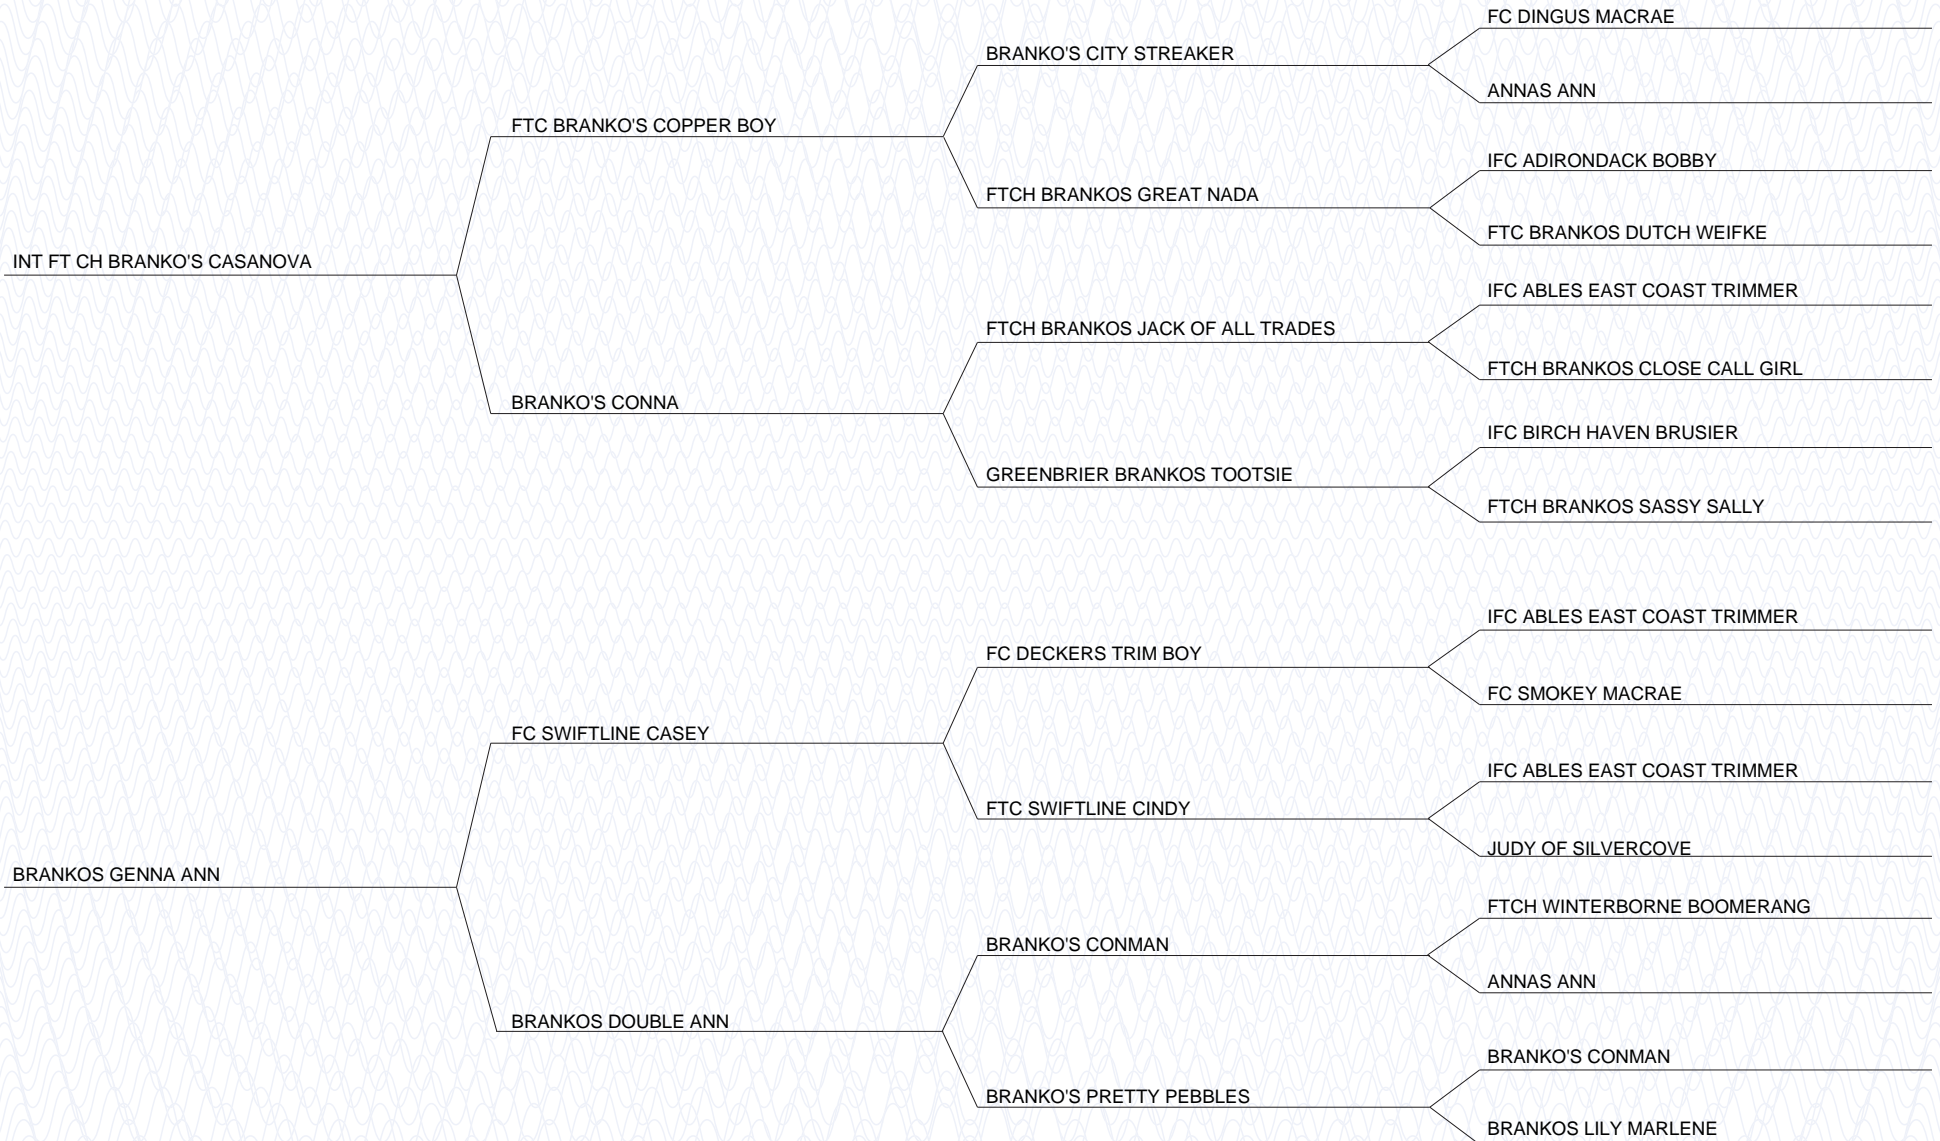 FC DINGUS MACRAE
BRANKO'S CITY STREAKER
ANNAS ANN
FTC BRANKO'S COPPER BOY
IFC ADIRONDACK BOBBY
FTCH BRANKOS GREAT NADA
FTC BRANKOS DUTCH WEIFKE
INT FT CH BRANKO'S CASANOVA
IFC ABLES EAST COAST TRIMMER
FTCH BRANKOS JACK OF ALL TRADES
FTCH BRANKOS CLOSE CALL GIRL
BRANKO'S CONNA
IFC BIRCH HAVEN BRUSIER
GREENBRIER BRANKOS TOOTSIE
FTCH BRANKOS SASSY SALLY
IFC ABLES EAST COAST TRIMMER
FC DECKERS TRIM BOY
FC SMOKEY MACRAE
FC SWIFTLINE CASEY
IFC ABLES EAST COAST TRIMMER
FTC SWIFTLINE CINDY
JUDY OF SILVERCOVE
BRANKOS GENNA ANN
FTCH WINTERBORNE BOOMERANG
BRANKO'S CONMAN
ANNAS ANN
BRANKOS DOUBLE ANN
BRANKO'S CONMAN
BRANKO'S PRETTY PEBBLES
BRANKOS LILY MARLENE